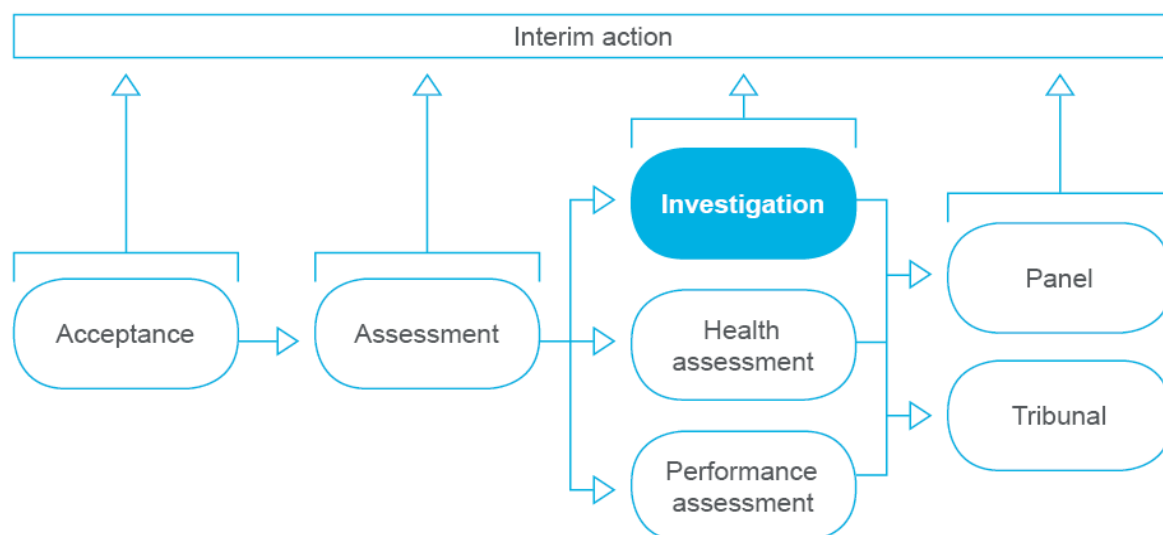 Interim action
Acceptance
Assessment
Investigation
Health
assessment
Performance
assessment
Panel
Tribunal